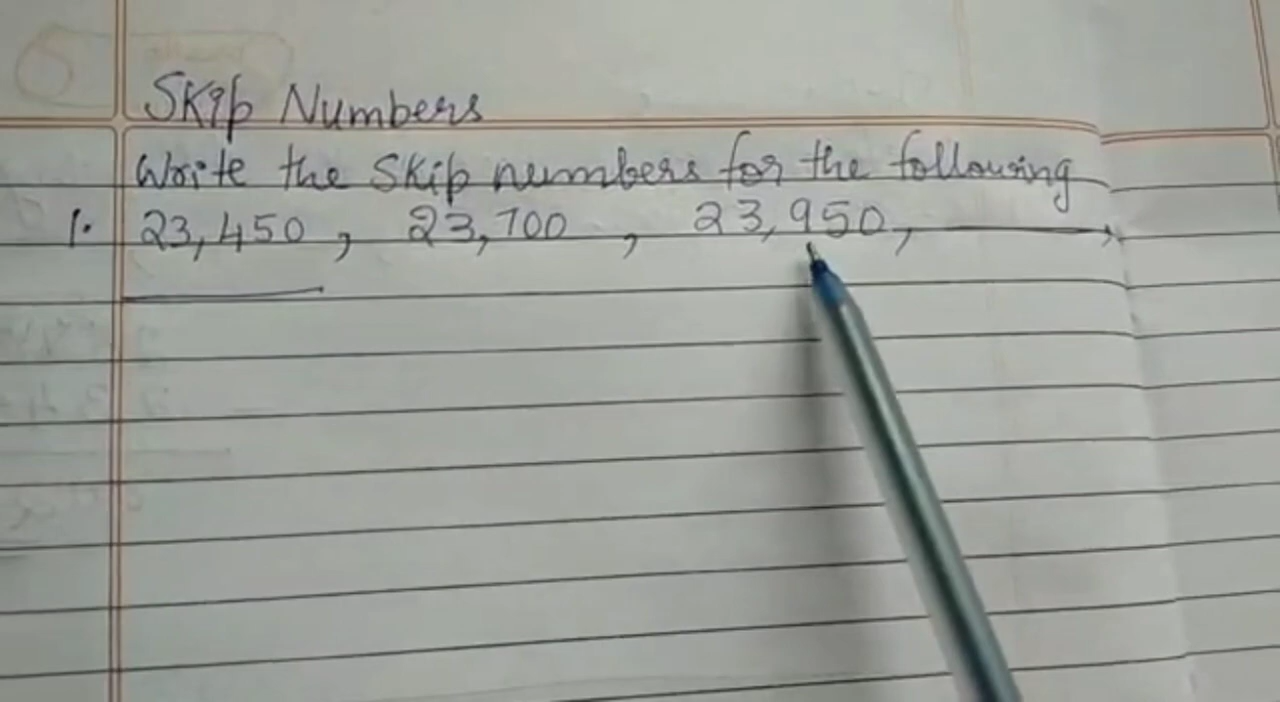 Skip Numbers
Write the Skip numbers for the following
1. 23,450, 23,700, 23,950,